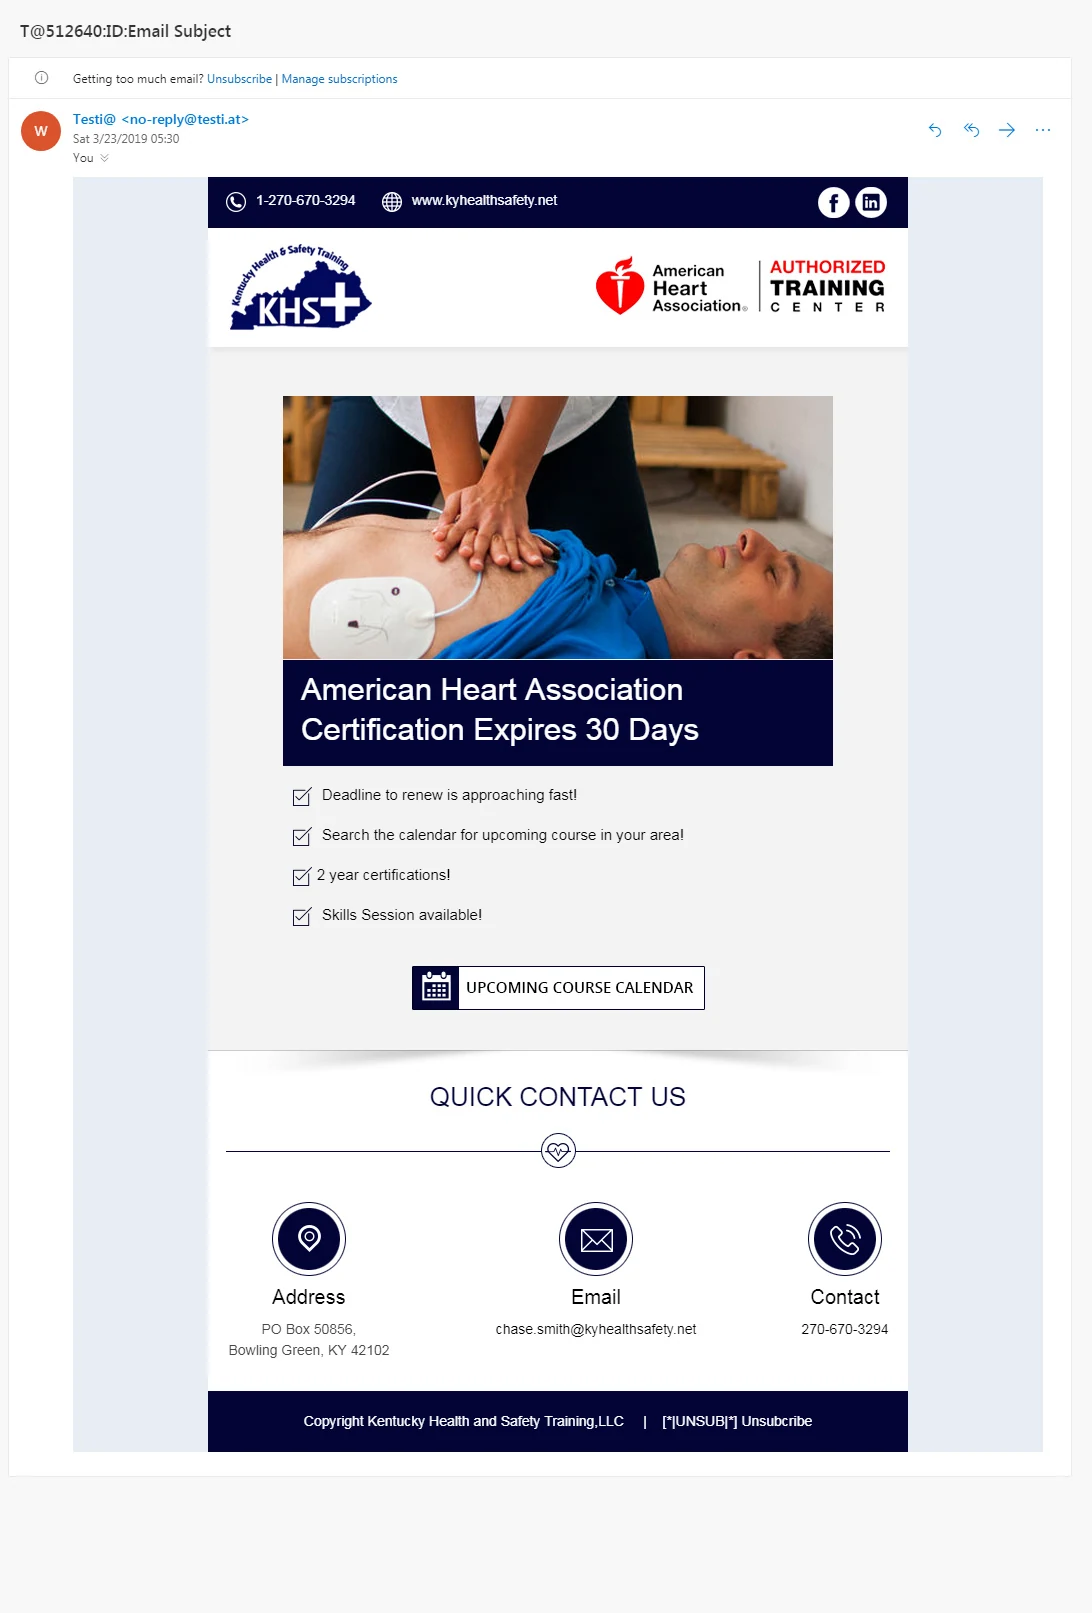 T@512640:ID:Email Subject
Getting too much email? Unsubscribe | Manage subscriptions
W
Testi@ <no-reply@testi.at>
Sat 3/23/2019 05:30
You
1-270-670-3294 www.kyhealthsafety.net
Kentucky Health & Safety Training
KHS
American
Heart
Association®
AUTHORIZED
TRAINING
CENTER
American Heart Association
Certification Expires 30 Days
Deadline to renew is approaching fast!
Search the calendar for upcoming course in your area!
2 year certifications!
Skills Session available!
UPCOMING COURSE CALENDAR
QUICK CONTACT US
Address
PO Box 50856,
Bowling Green, KY 42102
Email
chase.smith@kyhealthsafety.net
Contact
270-670-3294
Copyright Kentucky Health and Safety Training,LLC | [*|UNSUB|*] Unsubcribe